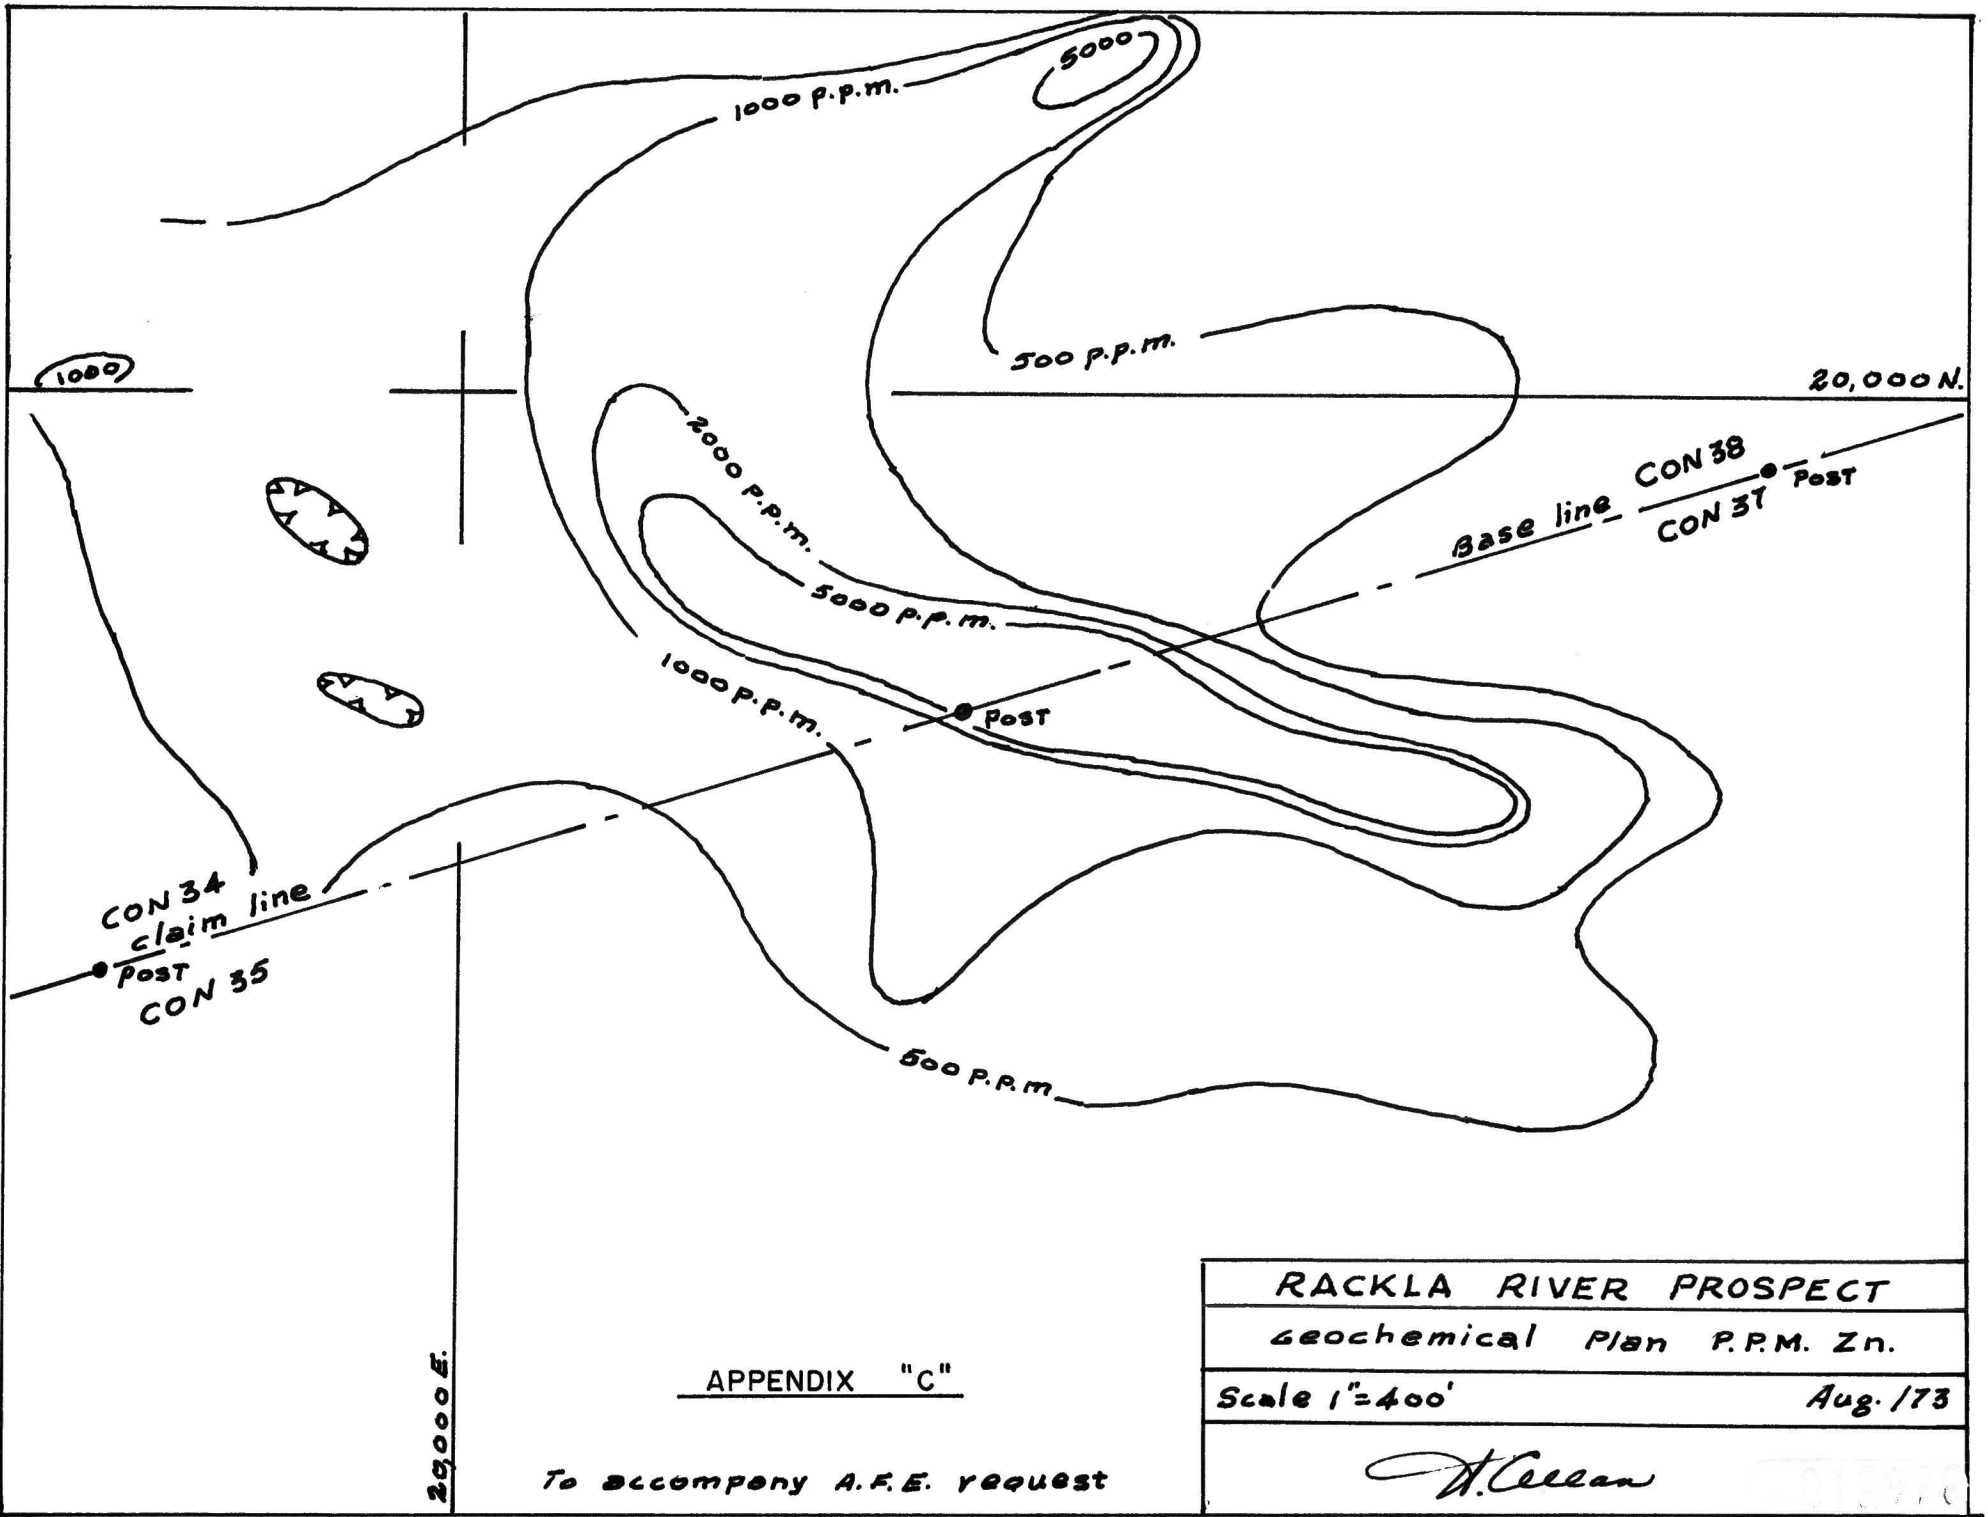 5000
1000 P.P.m.
500 P.P.m.
1000
20,000 N.
2000 P.P.m.
CON 38
Post
Base line
CON 37
5000 P.P.m.
1000 P.P.m.
Post
CON 34
claim line
Post
CON 35
500 P.P.m
20,000 E.
APPENDIX "C"
To accompany A.F.E. request
RACKLA RIVER PROSPECT
Geochemical Plan P.P.M. Zn.
Scale 1"=400' Aug./73